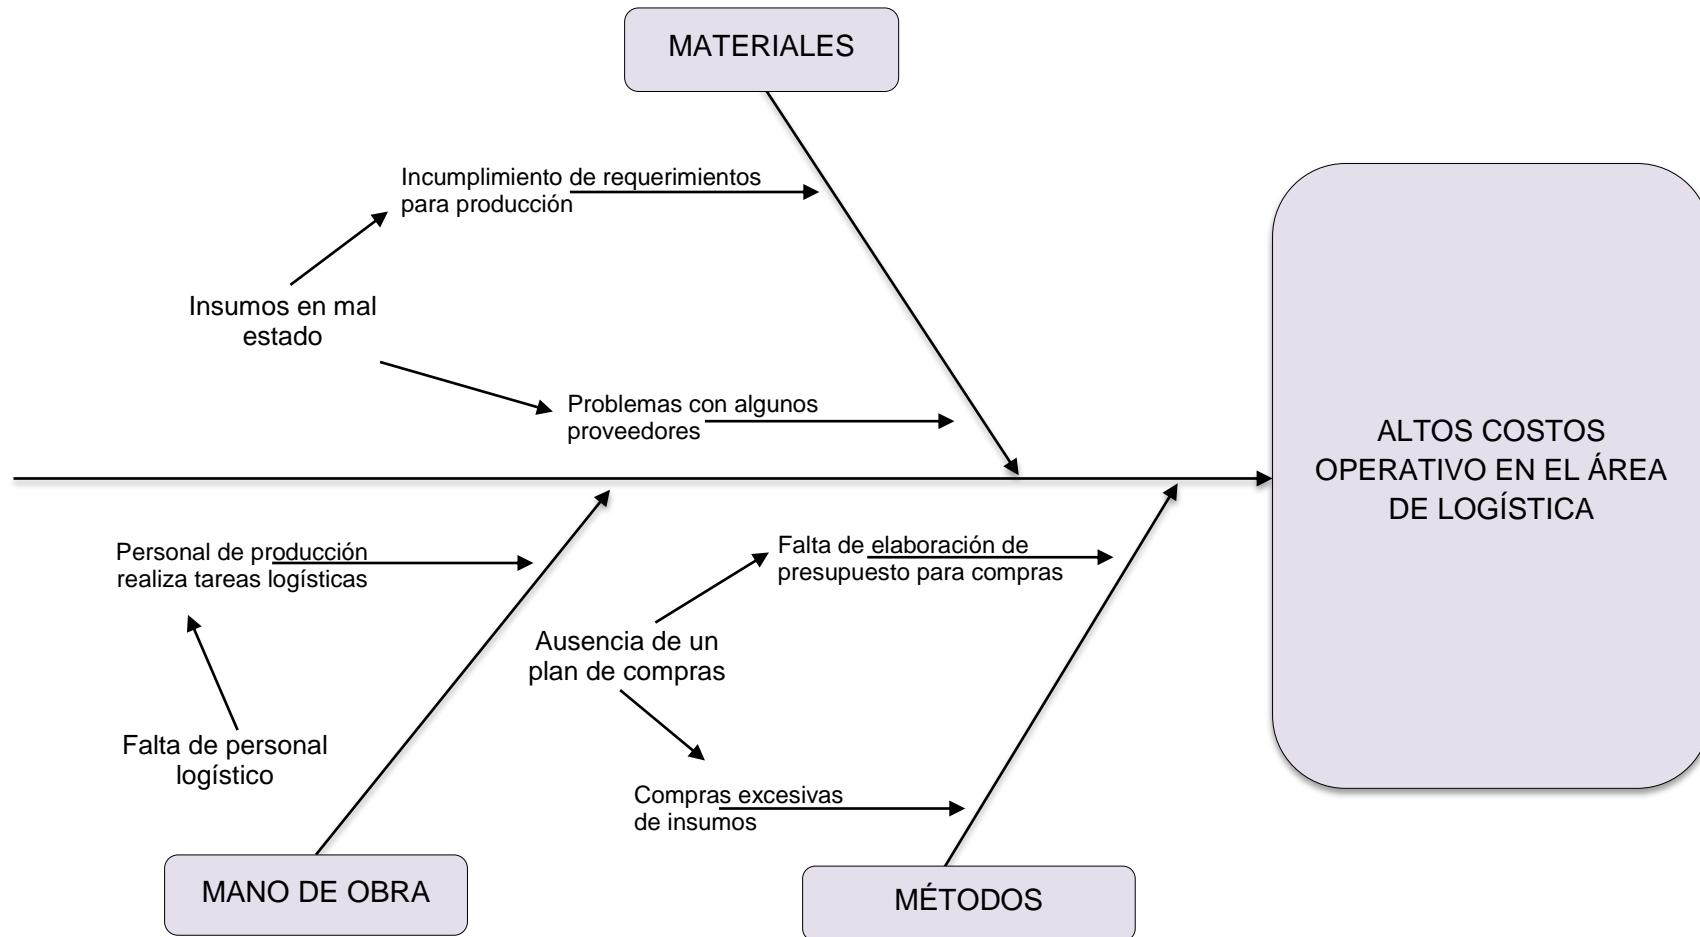 MATERIALES
Incumplimiento de requerimientos
para producción
Insumos en mal
estado
Problemas con algunos
proveedores
ALTOS COSTOS
OPERATIVO EN EL ÁREA
DE LOGÍSTICA
Personal de producción
realiza tareas logísticas
Falta de elaboración de
presupuesto para compras
Ausencia de un
plan de compras
Falta de personal
logístico
Compras excesivas
de insumos
MANO DE OBRA
MÉTODOS